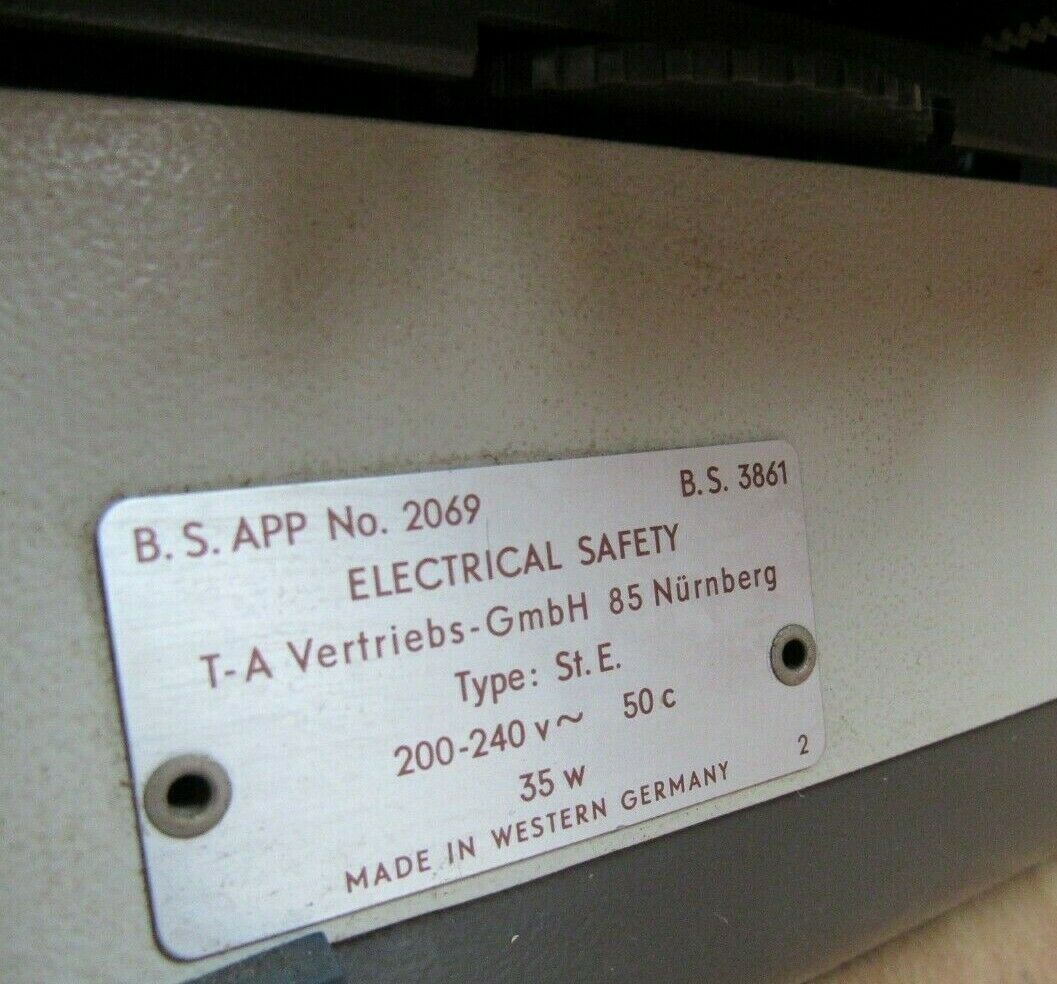 B. S. APP No. 2069 B. S. 3861
ELECTRICAL SAFETY
T-A Vertriebs-GmbH 85 Nürnberg
Type: St. E.
200-240 v~ 50 c
35 w
MADE IN WESTERN GERMANY 2